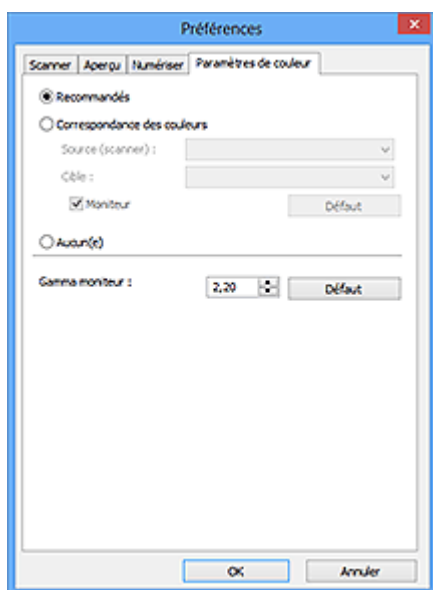 Préférences
Scanner Aperçu Numériser Paramètres de couleur
Recommandés
Correspondance des couleurs
Source (scanner) :
Cible :
Moniteur Défaut
Aucun(e)
Gamma moniteur : 2,20 Défaut
OK Annuler